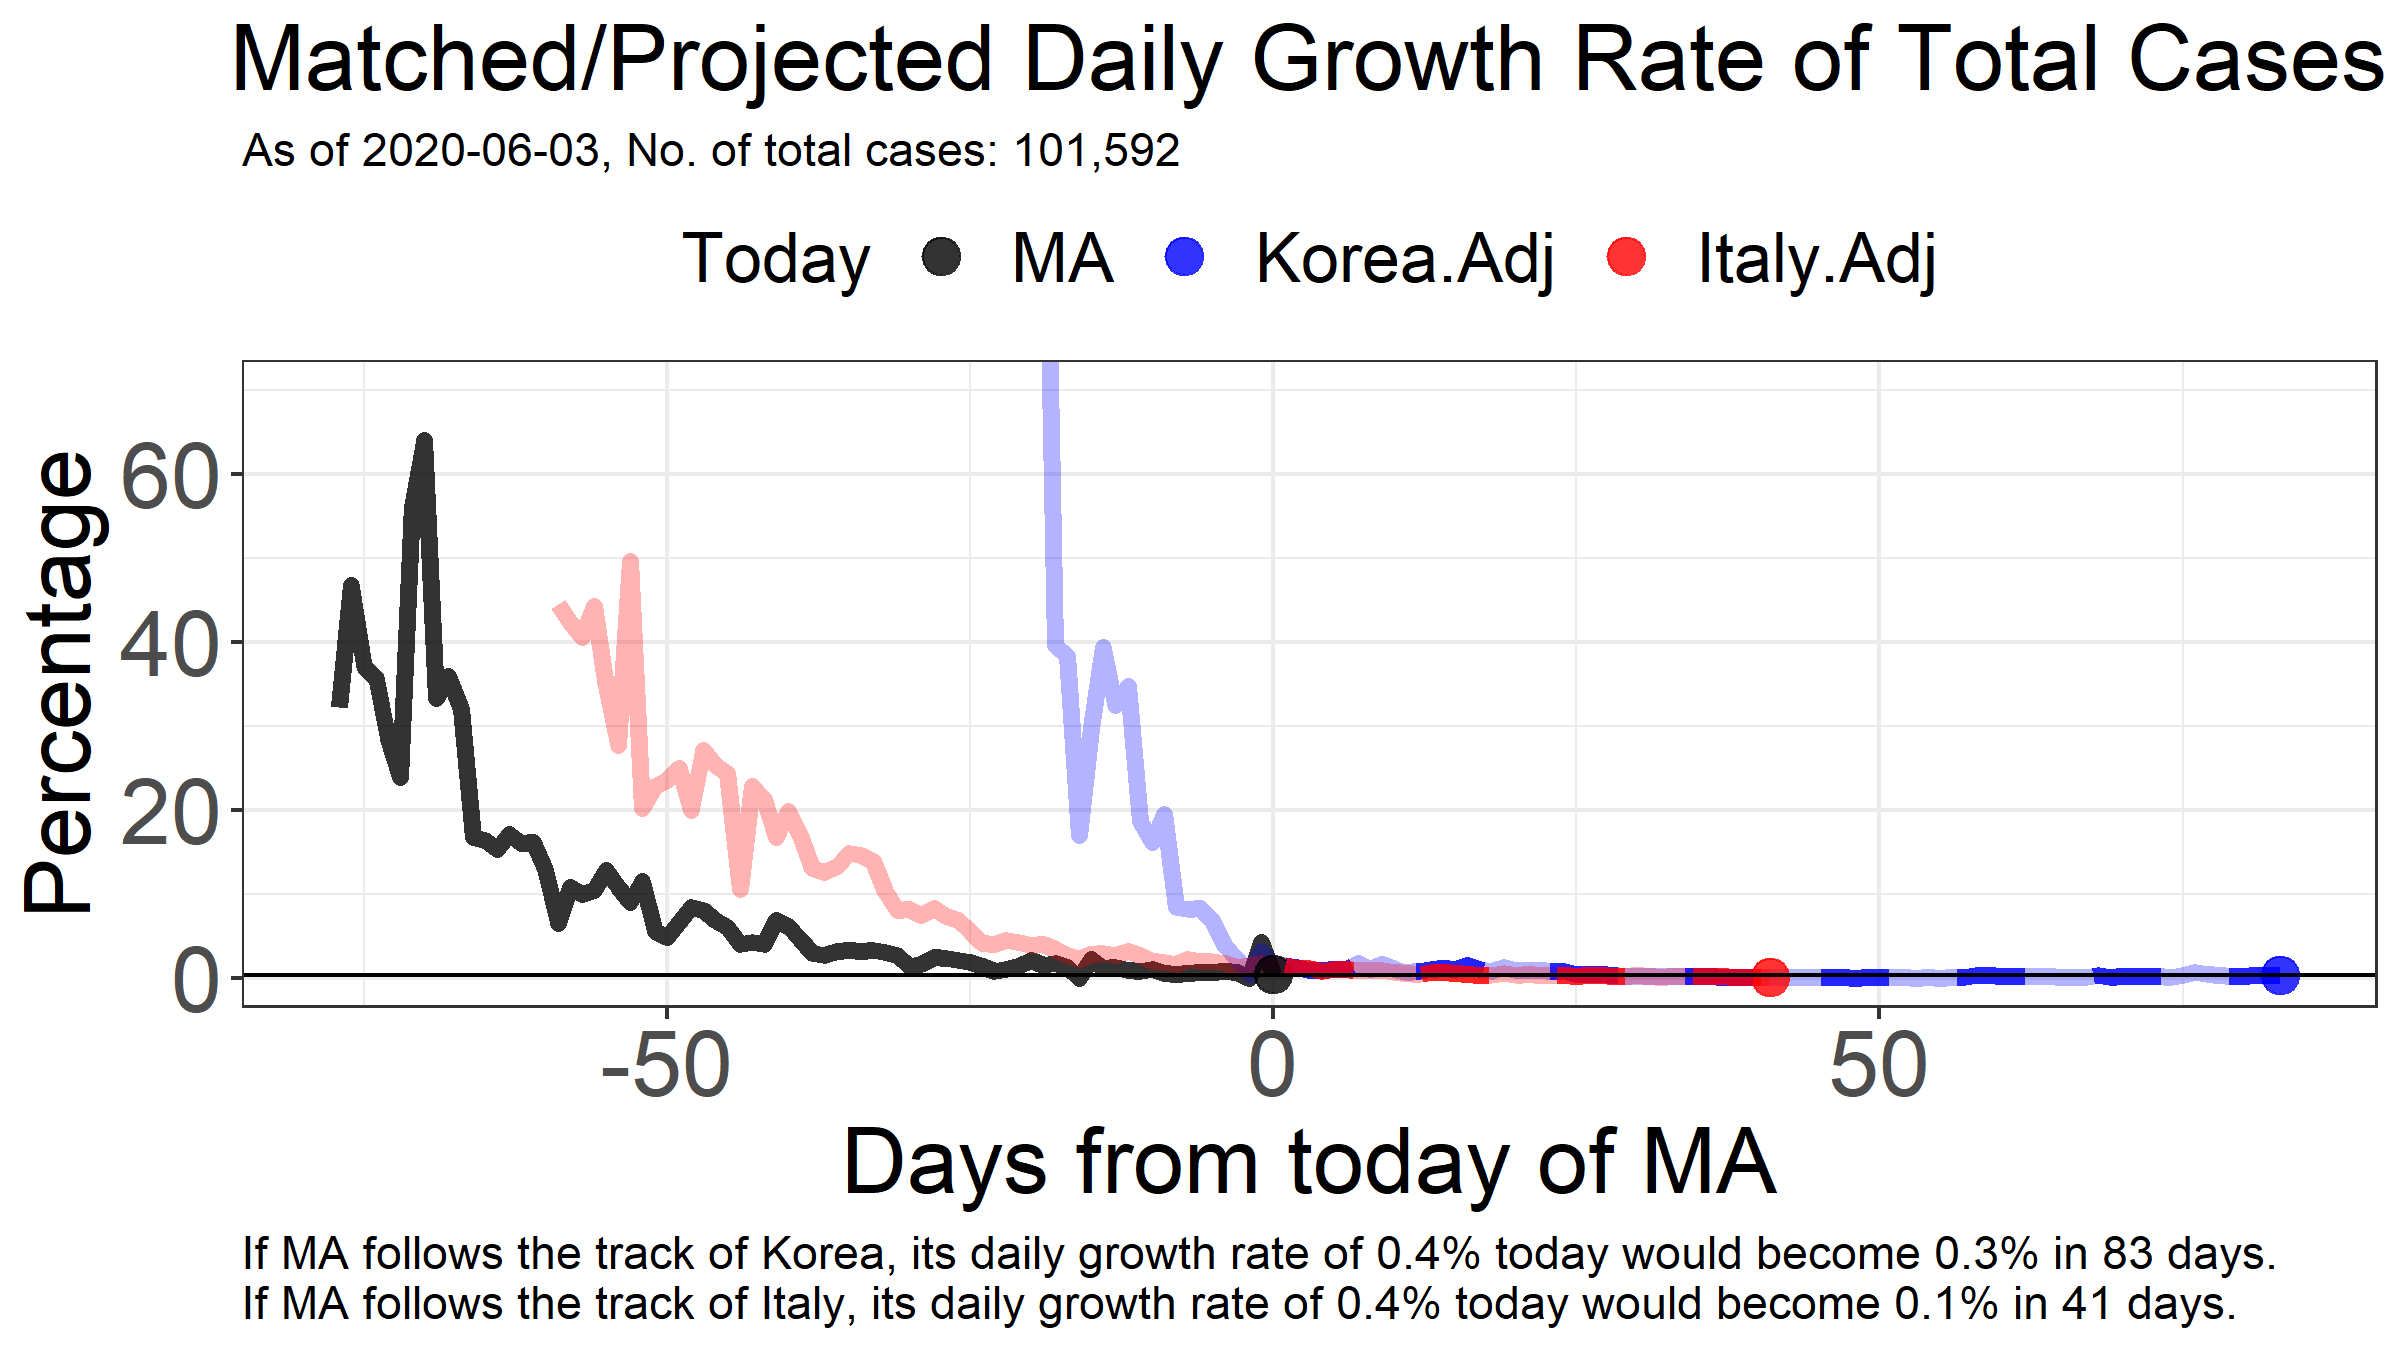 Matched/Projected Daily Growth Rate of Total Cases
As of 2020-06-03, No. of total cases: 101,592
Today MA Korea.Adj Italy.Adj
Percentage
60
40
20
0
-50 0 50
Days from today of MA
If MA follows the track of Korea, its daily growth rate of 0.4% today would become 0.3% in 83 days.
If MA follows the track of Italy, its daily growth rate of 0.4% today would become 0.1% in 41 days.